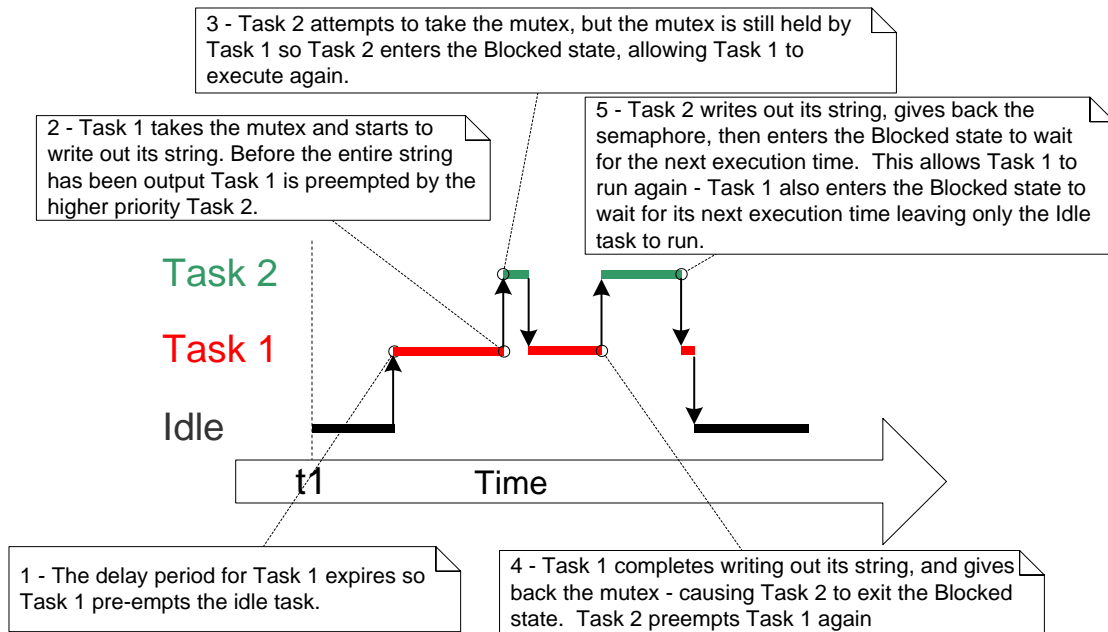 3 - Task 2 attempts to take the mutex, but the mutex is still held by
Task 1 so Task 2 enters the Blocked state, allowing Task 1 to
execute again.
2 - Task 1 takes the mutex and starts to
write out its string. Before the entire string
has been output Task 1 is preempted by the
higher priority Task 2.
5 - Task 2 writes out its string, gives back the
semaphore, then enters the Blocked state to wait
for the next execution time.  This allows Task 1 to
run again - Task 1 also enters the Blocked state to
wait for its next execution time leaving only the Idle
task to run.
Task 2
Task 1
Idle
t1
Time
1 - The delay period for Task 1 expires so
Task 1 pre-empts the idle task.
4 - Task 1 completes writing out its string, and gives
back the mutex - causing Task 2 to exit the Blocked
state.  Task 2 preempts Task 1 again